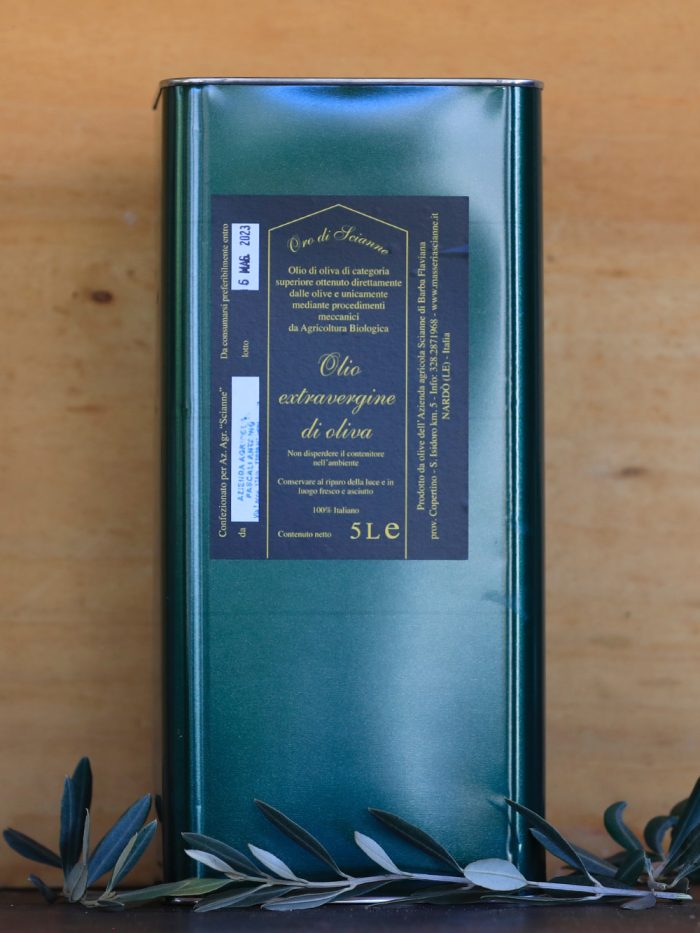 Oro di Scianne
Olio di oliva di categoria
superiore ottenuto direttamente
dalle olive e unicamente
mediante procedimenti
meccanici
da Agricoltura Biologica
Olio
extravergine
di oliva
Non disperdere il contenitore
nell'ambiente
Conservare al riparo della luce e in
luogo fresco e asciutto
100% Italiano
Contenuto netto 5 L e
Confezionato per Az. Agr. "Scianne" Da consumarsi preferibilmente entro
da lotto
MAG. 2023
AZIENDA
Prodotto da olive dell'Azienda agricola Scianne di Barba Flaviana
prov. Copertino - S. Isidoro km. 5 - Info: 328.2871968 - www.masseriascianne.it
NARDÒ (LE) - Italia